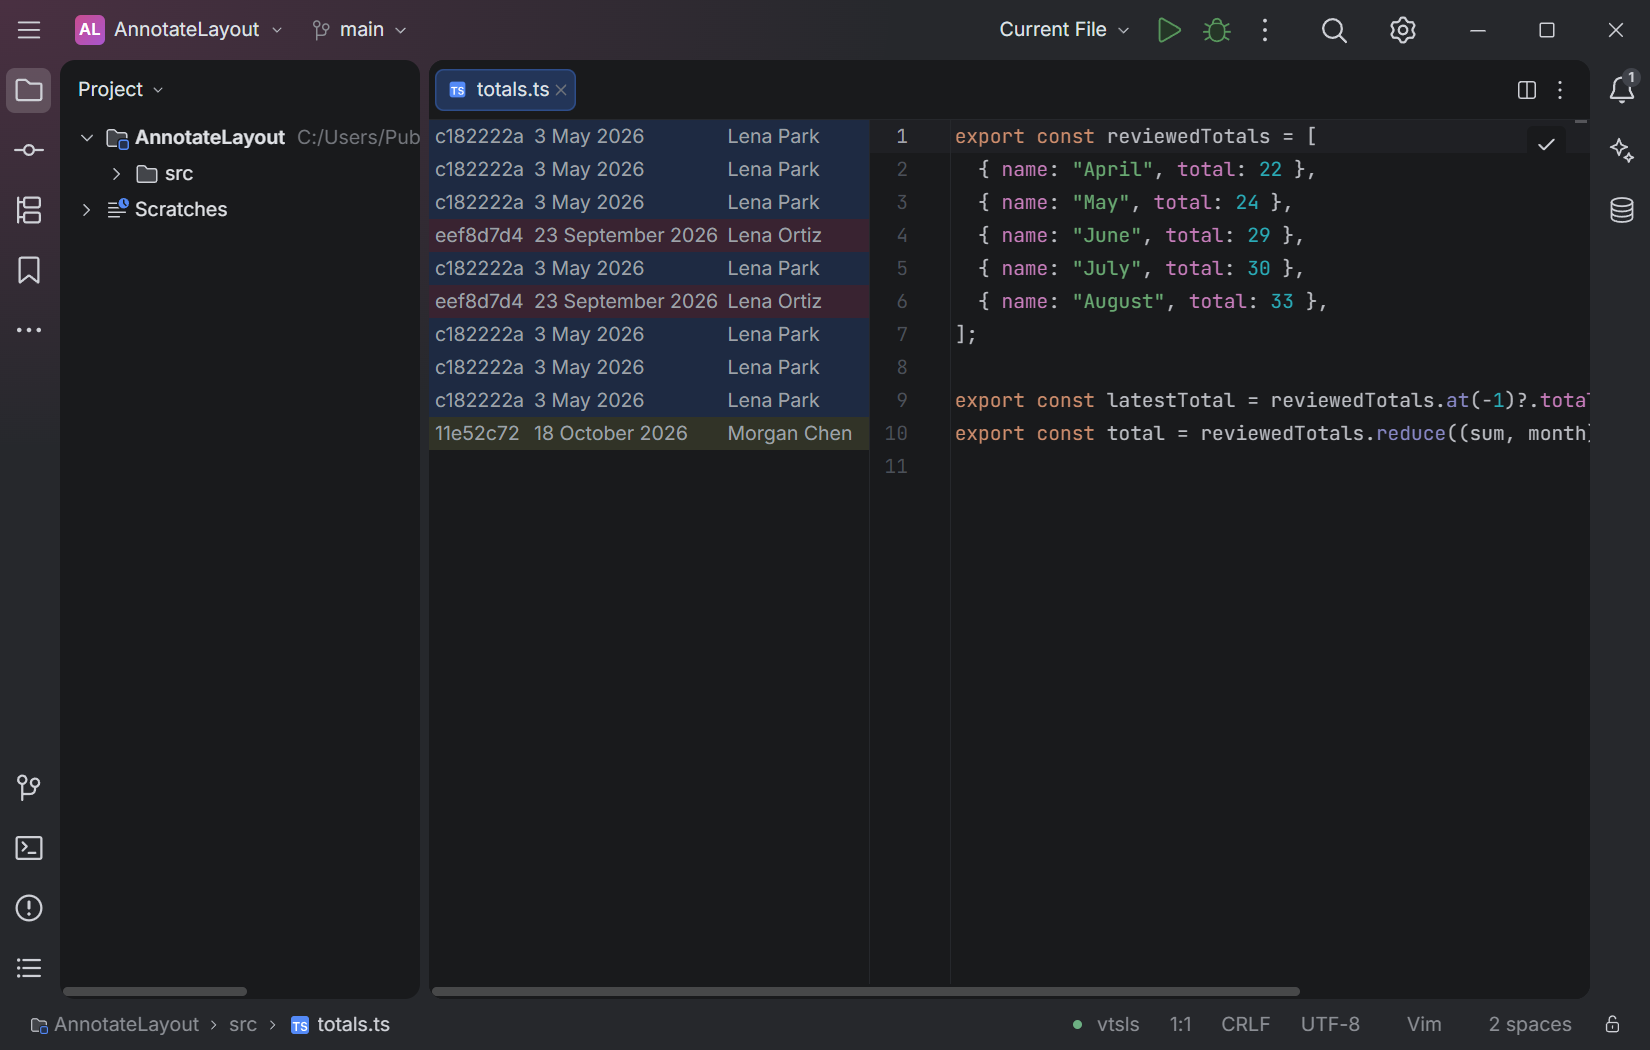 AL AnnotateLayout main Current File
Project
totals.ts
1
AnnotateLayout C:/Users/Pub
src
Scratches
c182222a 3 May 2026 Lena Park 1 export const reviewedTotals = [
c182222a 3 May 2026 Lena Park 2 { name: "April", total: 22 },
c182222a 3 May 2026 Lena Park 3 { name: "May", total: 24 },
eef8d7d4 23 September 2026 Lena Ortiz 4 { name: "June", total: 29 },
c182222a 3 May 2026 Lena Park 5 { name: "July", total: 30 },
eef8d7d4 23 September 2026 Lena Ortiz 6 { name: "August", total: 33 },
c182222a 3 May 2026 Lena Park 7 ];
c182222a 3 May 2026 Lena Park 8
c182222a 3 May 2026 Lena Park 9 export const latestTotal = reviewedTotals.at(-1)?.total
11e52c72 18 October 2026 Morgan Chen 10 export const total = reviewedTotals.reduce((sum, month)
11
AnnotateLayout › src › TS totals.ts vtsls 1:1 CRLF UTF-8 Vim 2 spaces